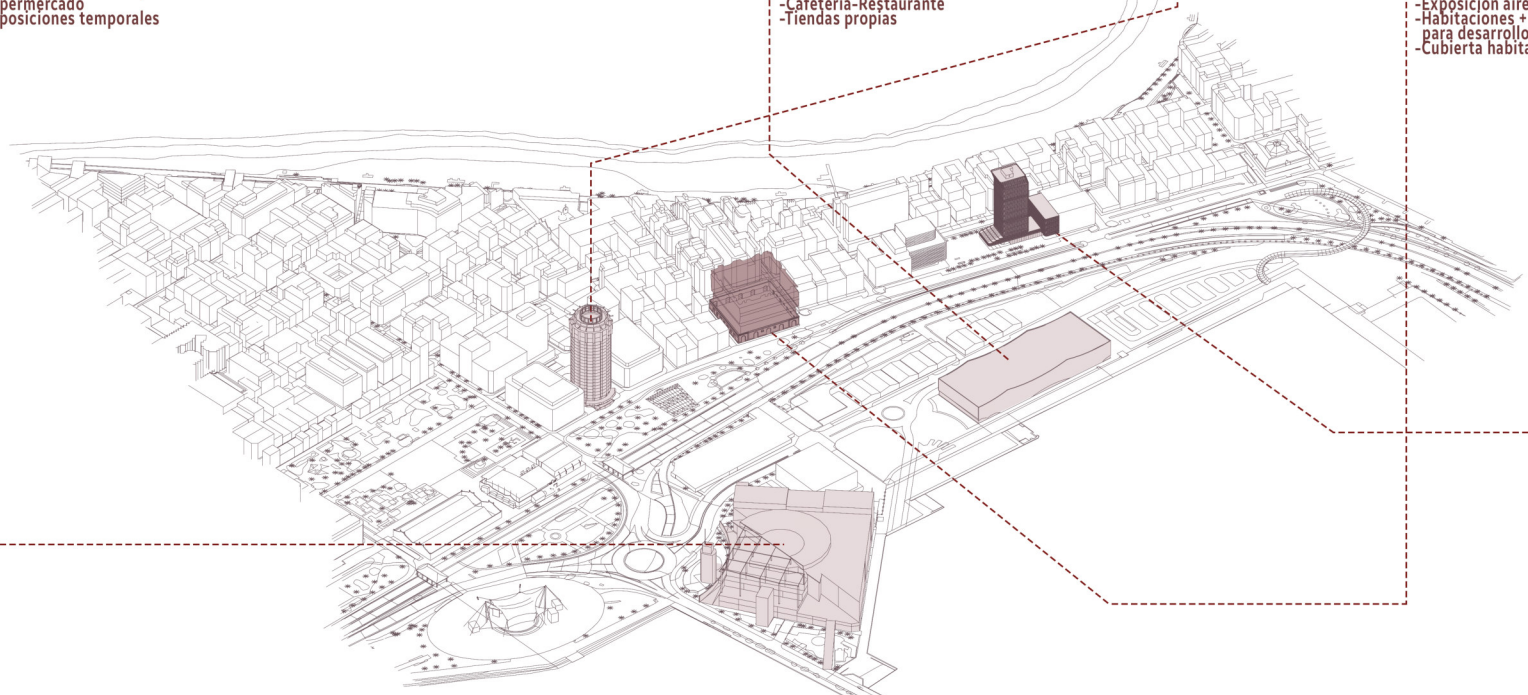 permercado
posiciones temporales
-Cafetería-Restaurante
-Tiendas propias
-Exposición aire
-Habitaciones +
para desarrollo
-Cubierta habita